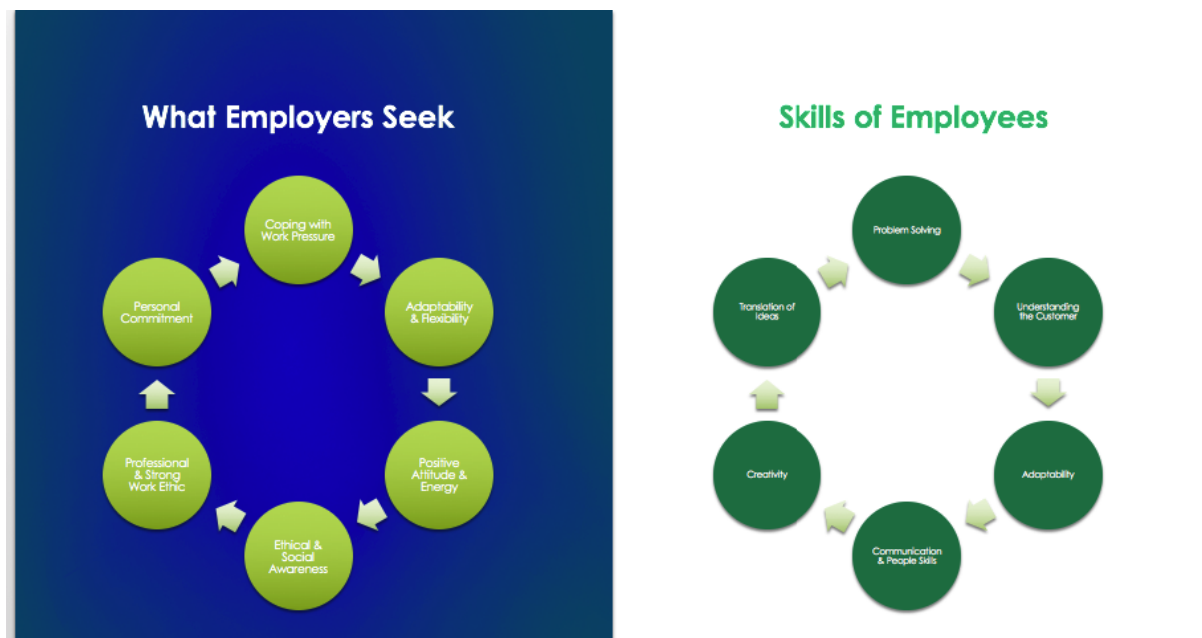 What Employers Seek
Coping with
Work Pressure
Adaptability
& Flexibility
Positive
Attitude &
Energy
Ethical &
Social
Awareness
Professional
& Strong
Work Ethic
Personal
Commitment
Skills of Employees
Problem Solving
Understanding
the Customer
Adaptability
Communication
& People Skills
Creativity
Translation of
Ideas